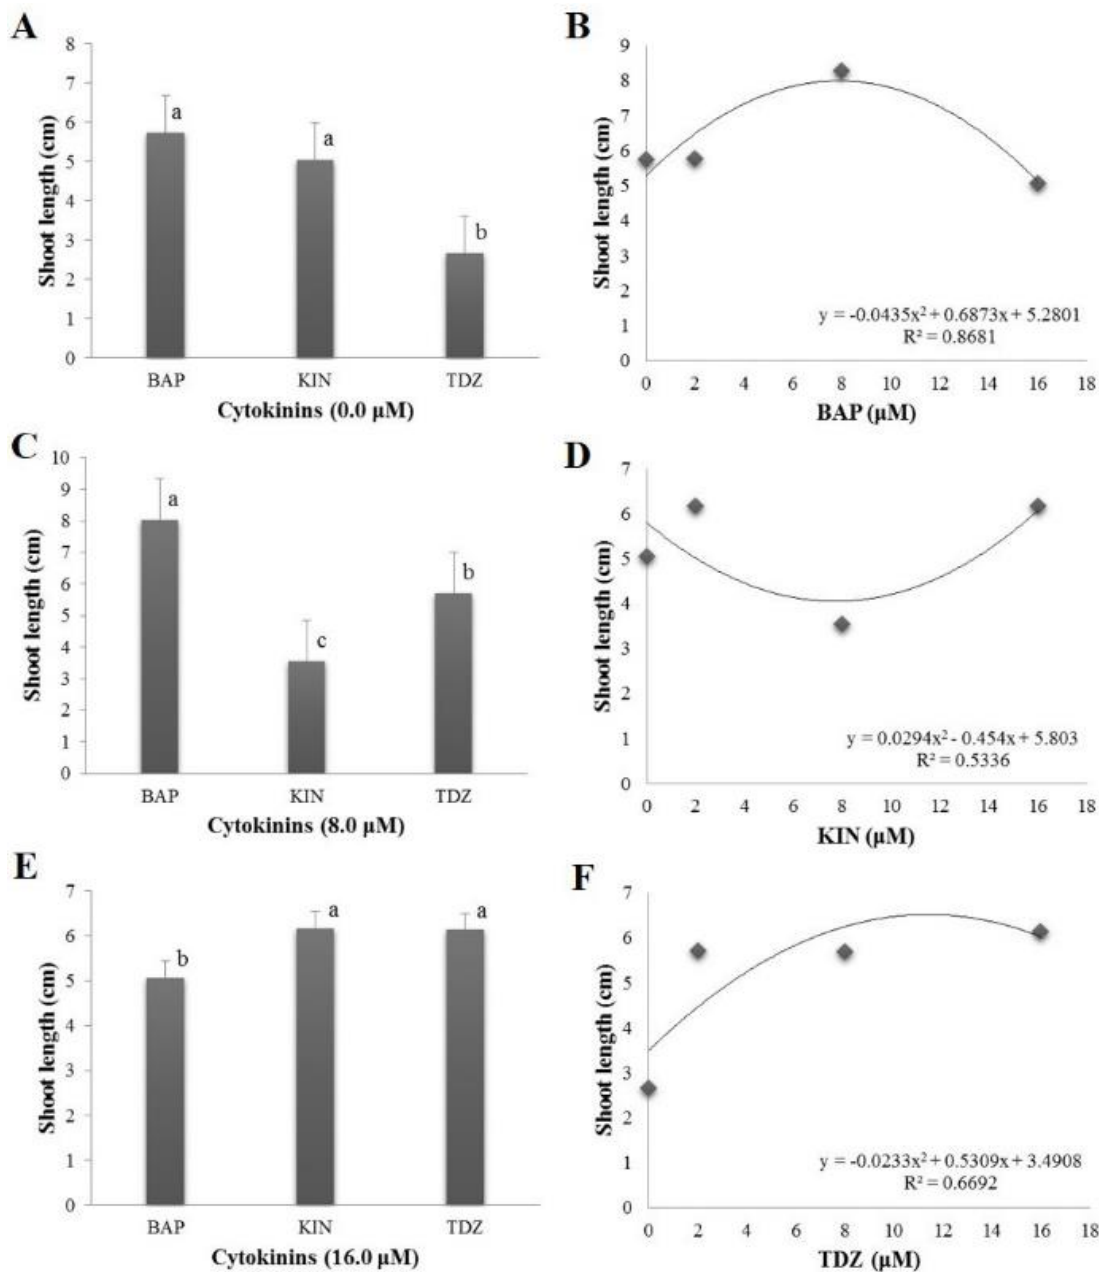 A
Shoot length (cm)
8
7
6
5
4
3
2
1
0
a
a
b
BAP KIN TDZ
Cytokinins (0.0 µM)
B
Shoot length (cm)
9
8
7
6
5
4
3
2
1
0
y = -0.0435x² + 0.6873x + 5.2801
R² = 0.8681
0 2 4 6 8 10 12 14 16 18
BAP (µM)
C
Shoot length (cm)
10
9
8
7
6
5
4
3
2
1
0
a
c
b
BAP KIN TDZ
Cytokinins (8.0 µM)
D
Shoot length (cm)
7
6
5
4
3
2
1
0
y = 0.0294x² - 0.454x + 5.803
R² = 0.5336
0 2 4 6 8 10 12 14 16 18
KIN (µM)
E
Shoot length (cm)
7
6
5
4
3
2
1
0
b
a
a
BAP KIN TDZ
Cytokinins (16.0 µM)
F
Shoot length (cm)
7
6
5
4
3
2
1
0
y = -0.0233x² + 0.5309x + 3.4908
R² = 0.6692
0 2 4 6 8 10 12 14 16 18
TDZ (µM)